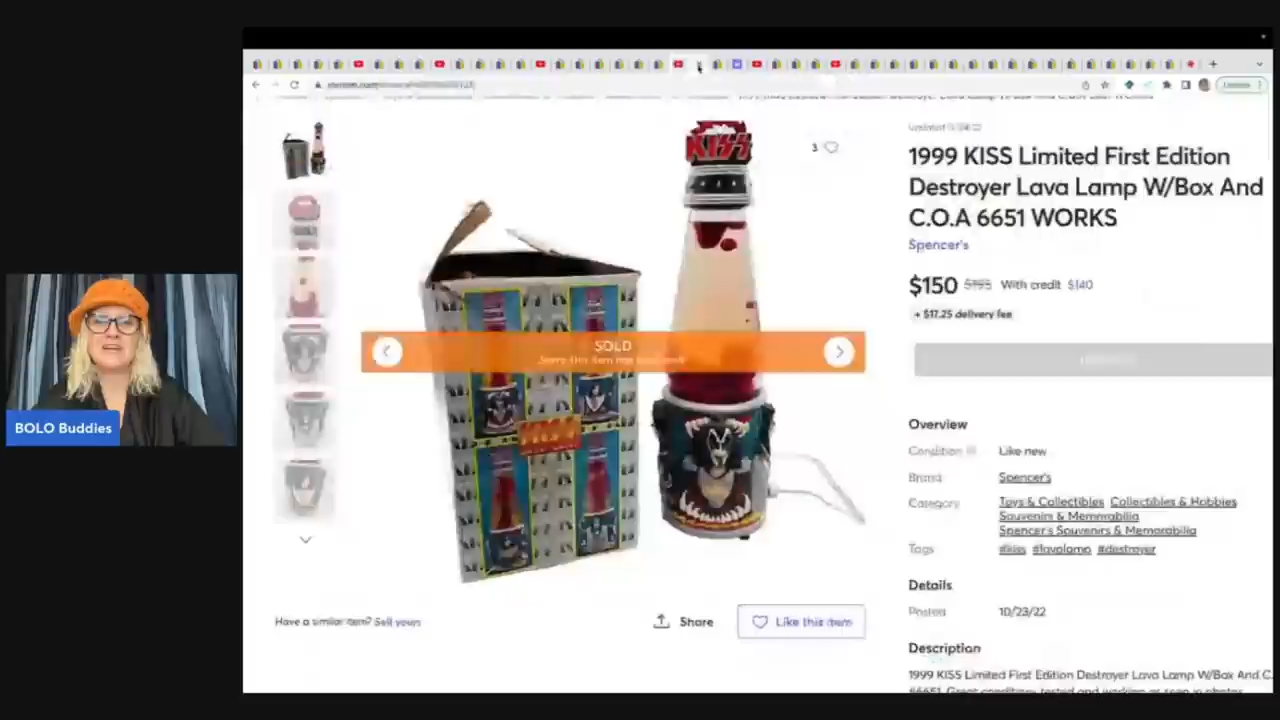 1999 KISS Limited First Edition
Destroyer Lava Lamp W/Box And
C.O.A 6651 WORKS
Spencer's
$150 $195 With credit $140
+ $17.25 delivery fee
3
KISS
SOLD
BOLO Buddies
Overview
Condition Like new
Brand Spencer's
Category Toys & Collectibles Collectibles & Hobbies
Souvenirs & Memorabilia
Spencer's Souvenirs & Memorabilia
Tags #kiss #lavalamp #destroyer
Details
Posted 10/23/22
Have a similar item? Sell yours
Share
Like this item
Description
1999 KISS Limited First Edition Destroyer Lava Lamp W/Box And C.